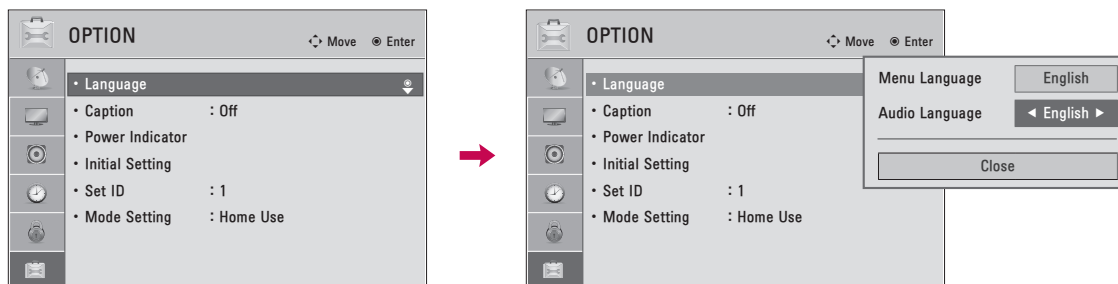 OPTION
Move Enter
• Language
• Caption : Off
• Power Indicator
• Initial Setting
• Set ID : 1
• Mode Setting : Home Use
OPTION
Move Enter
• Language
• Caption : Off
• Power Indicator
• Initial Setting
• Set ID : 1
• Mode Setting : Home Use
Menu Language English
Audio Language ◀ English ▶
Close